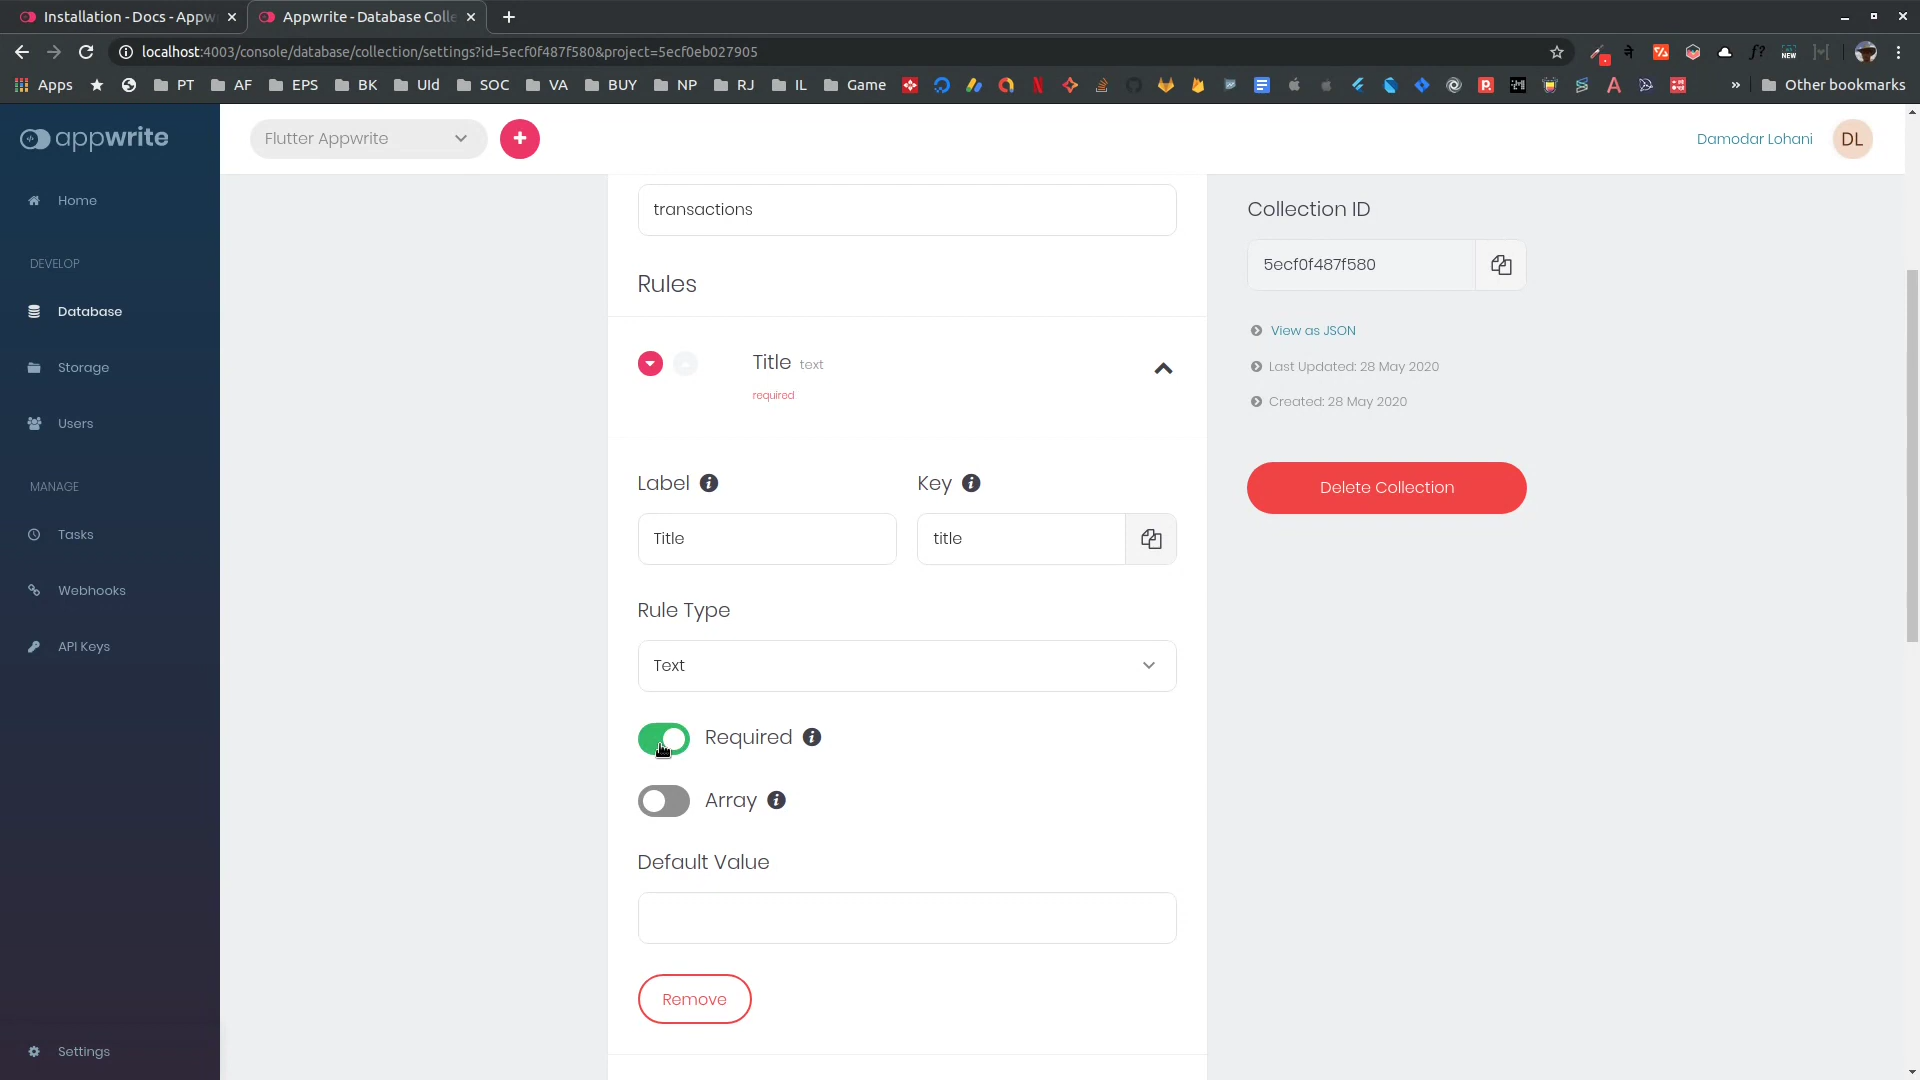 Installation - Docs - Appw
Appwrite - Database Colle
localhost:4003/console/database/collection/settings?id=5ecf0f487f580&project=5ecf0eb027905
Apps
PT
AF
EPS
BK
UId
SOC
VA
BUY
NP
RJ
IL
Game
Other bookmarks
appwrite
Flutter Appwrite
Damodar Lohani
DL
Home
DEVELOP
Database
Storage
Users
MANAGE
Tasks
Webhooks
API Keys
Settings
transactions
Rules
Title text
required
Label
Key
Title
title
Rule Type
Text
Required
Array
Default Value
Remove
Collection ID
5ecf0f487f580
View as JSON
Last Updated: 28 May 2020
Created: 28 May 2020
Delete Collection